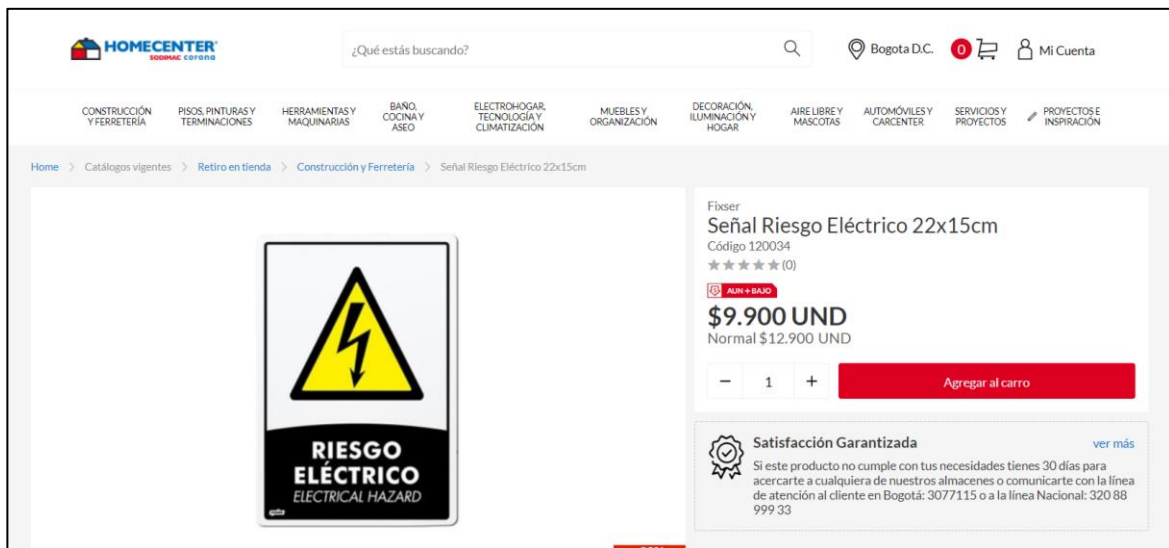 HOMECENTER
SODIMAC corona
¿Qué estás buscando?
Bogota D.C.
0
Mi Cuenta
CONSTRUCCIÓN
Y FERRETERÍA
PISOS, PINTURAS Y
TERMINACIONES
HERRAMIENTAS Y
MAQUINARIAS
BAÑO,
COCINA Y
ASEO
ELECTROHOGAR,
TECNOLOGÍA Y
CLIMATIZACIÓN
MUEBLES Y
ORGANIZACIÓN
DECORACIÓN,
ILUMINACIÓN Y
HOGAR
AIRE LIBRE Y
MASCOTAS
AUTOMÓVILES Y
CARCENTER
SERVICIOS Y
PROYECTOS
PROYECTOS E
INSPIRACIÓN
Home > Catálogos vigentes > Retiro en tienda > Construcción y Ferretería > Señal Riesgo Eléctrico 22x15cm
RIESGO
ELÉCTRICO
ELECTRICAL HAZARD
Fixser
Señal Riesgo Eléctrico 22x15cm
Código 120034
★★★★★(0)
AUN + BAJO
$9.900 UND
Normal $12.900 UND
− 1 +
Agregar al carro
Satisfacción Garantizada
ver más
Si este producto no cumple con tus necesidades tienes 30 días para
acercarte a cualquiera de nuestros almacenes o comunicarte con la línea
de atención al cliente en Bogotá: 3077115 o a la línea Nacional: 320 88
999 33